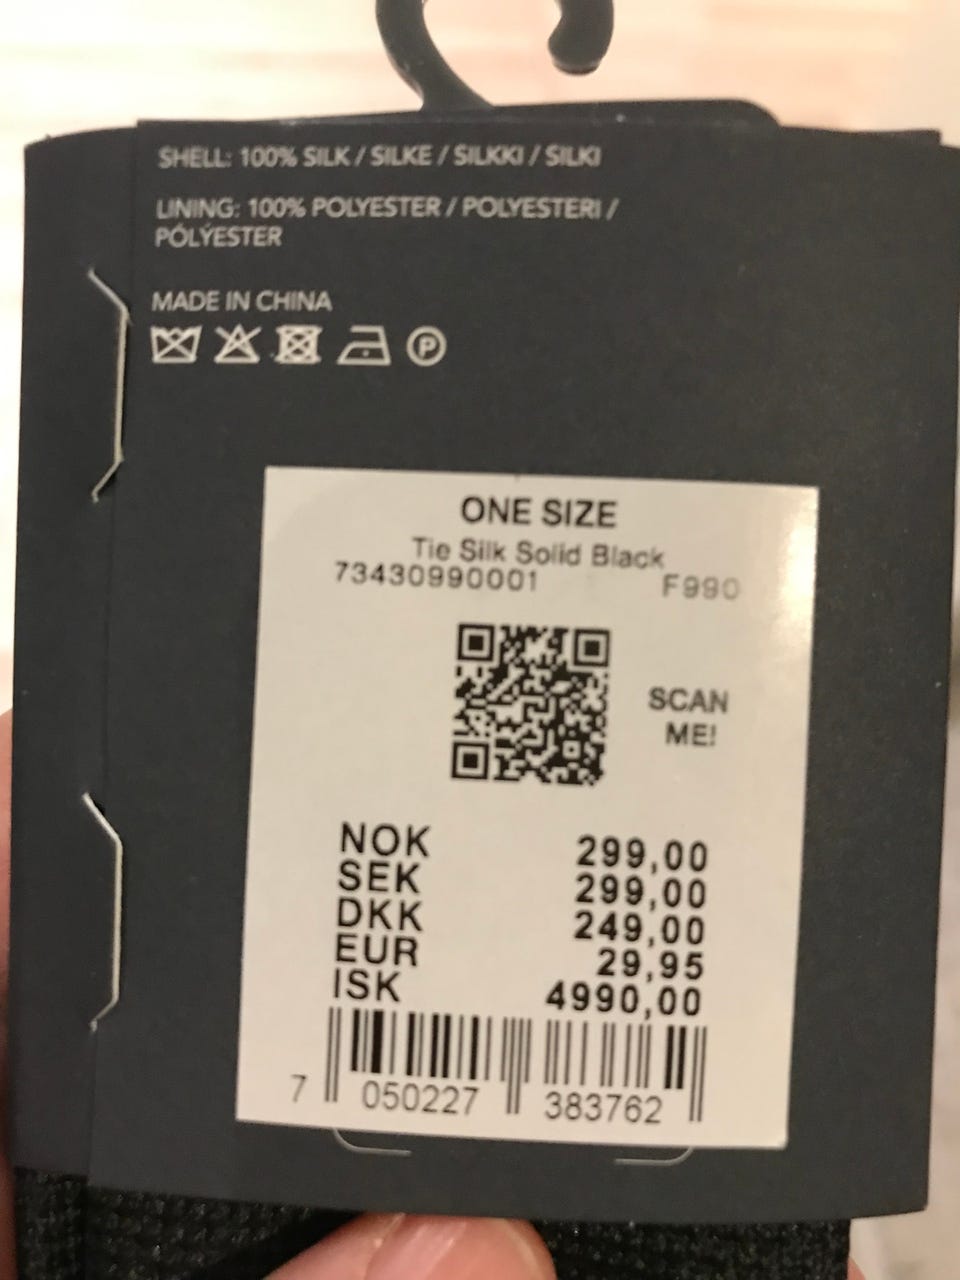 SHELL: 100% SILK / SILKE / SILKKI / SILKI
LINING: 100% POLYESTER / POLYESTERI /
PÓLÝESTER
MADE IN CHINA
P
ONE SIZE
Tie Silk Solid Black
73430990001 F990
SCAN
ME!
NOK 299,00
SEK 299,00
DKK 249,00
EUR 29,95
ISK 4990,00
7 050227 383762